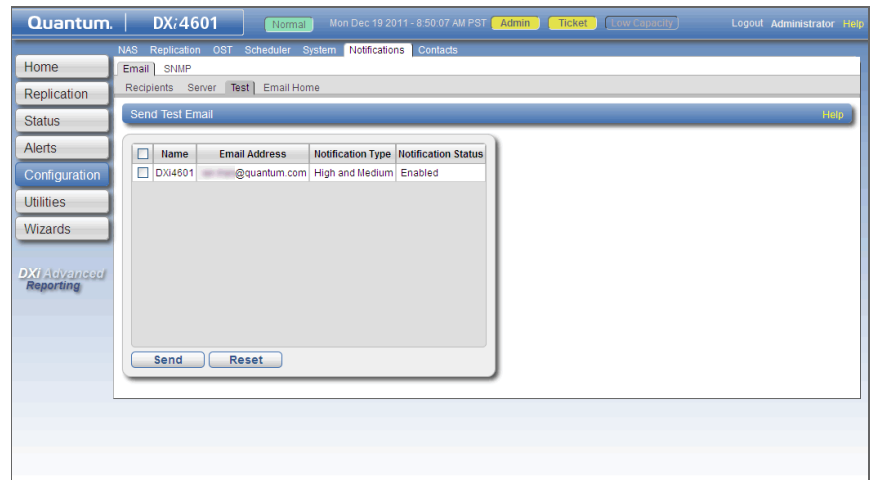 Quantum. DXi4601 Normal Mon Dec 19 2011 - 8:50:07 AM PST Admin Ticket Low Capacity Logout Administrator Help
NAS Replication OST Scheduler System Notifications Contacts
Home
Email SNMP
Replication
Recipients Server Test Email Home
Status
Send Test Email Help
Alerts
Name Email Address Notification Type Notification Status
Configuration
DXi4601 @quantum.com High and Medium Enabled
Utilities
Wizards
DXi Advanced
Reporting
Send Reset